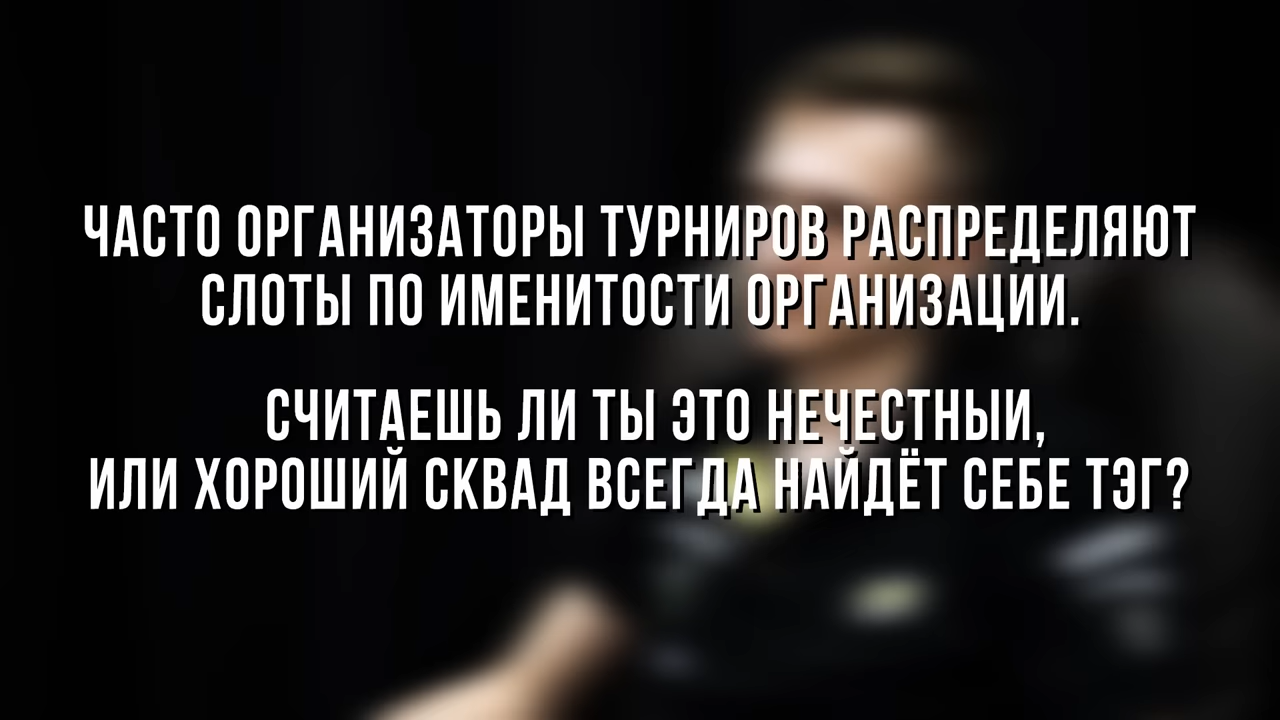 ЧАСТО ОРГАНИЗАТОРЫ ТУРНИРОВ РАСПРЕДЕЛЯЮТ
СЛОТЫ ПО ИМЕНИТОСТИ ОРГАНИЗАЦИИ.
СЧИТАЕШЬ ЛИ ТЫ ЭТО НЕЧЕСТНЫИ,
ИЛИ ХОРОШИЙ СКВАД ВСЕГДА НАЙДЁТ СЕБЕ ТЭГ?